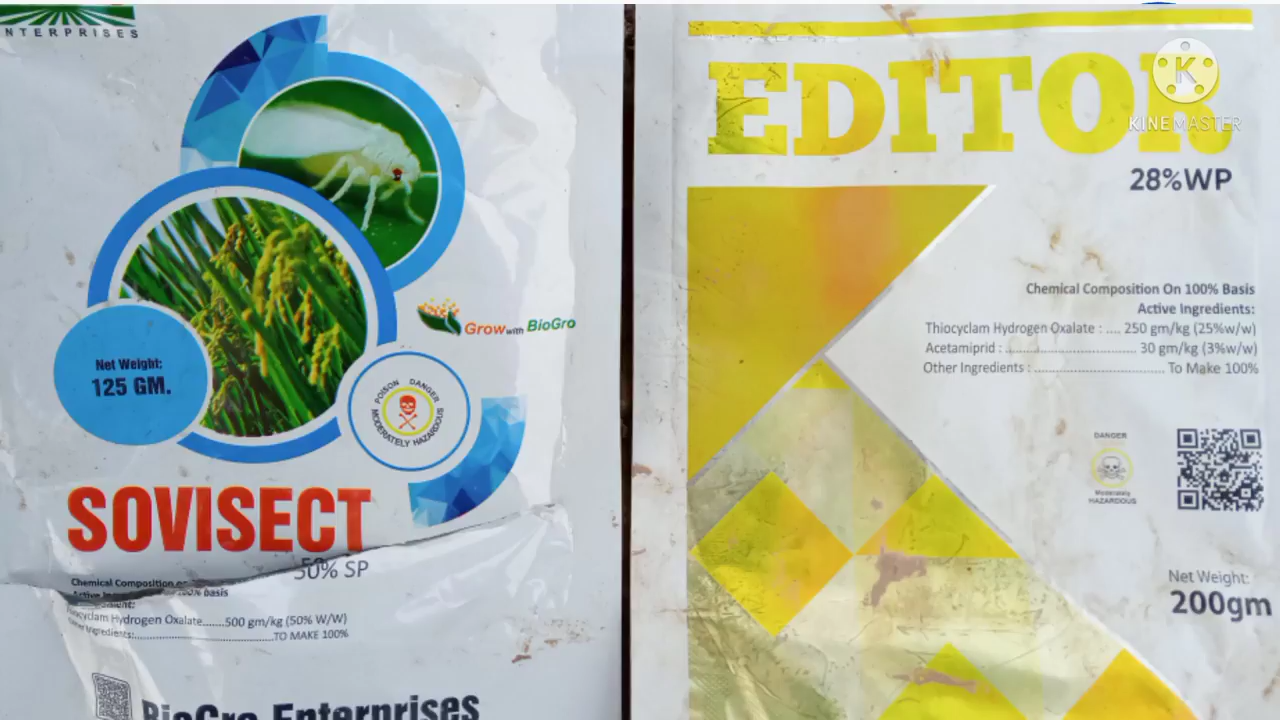 NTERPRISES
Grow with BioGro
Net Weight:
125 GM.
POISON DANGER
MODERATELY HAZARDOUS
SOVISECT
50% SP
Chemical Composition
100% basis
Hydrogen Oxalate......500 gm/kg (50% W/W)
Ingredients:..............................TO MAKE 100%
BioGro Enterprises
EDITOR
KINEMASTER
28%WP
Chemical Composition On 100% Basis
Active Ingredients:
Thiocyclam Hydrogen Oxalate : .... 250 gm/kg (25%w/w)
Acetamiprid : .................................. 30 gm/kg (3%w/w)
Other Ingredients : .................................. To Make 100%
DANGER
Moderately
HAZARDOUS
Net Weight:
200gm